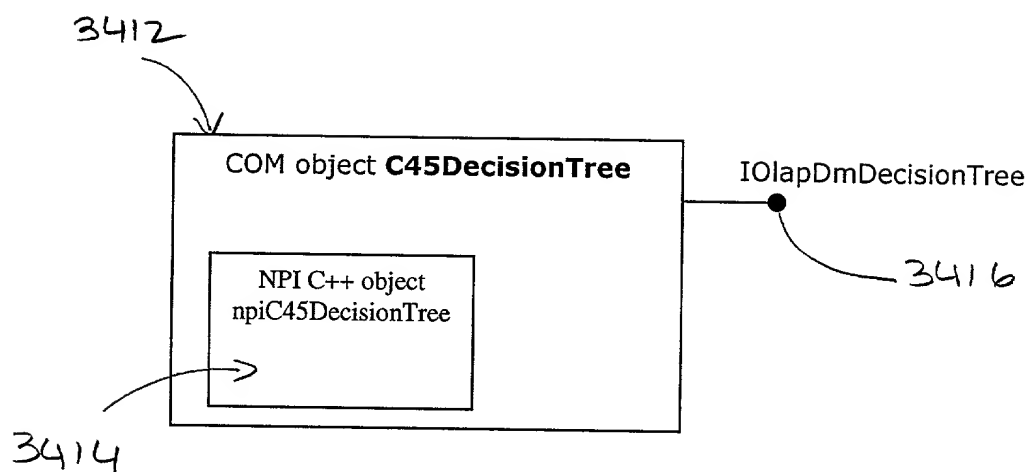 3412
COM object C45DecisionTree
IOlapDmDecisionTree
NPI C++ object
npiC45DecisionTree
3416
3414